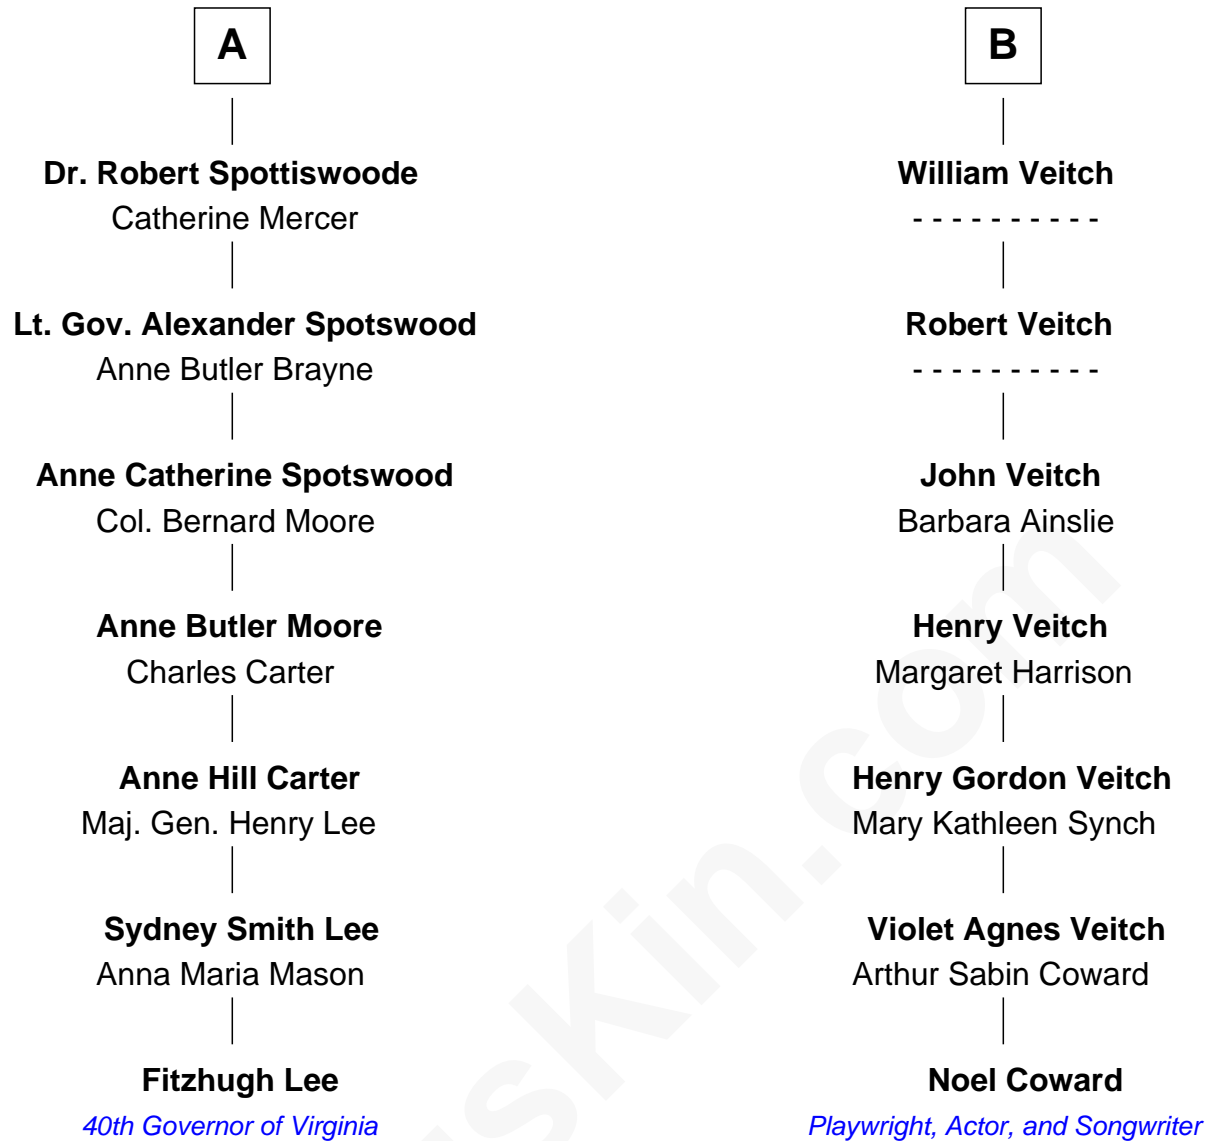 A
Dr. Robert Spottiswoode
Catherine Mercer
Lt. Gov. Alexander Spotswood
Anne Butler Brayne
Anne Catherine Spotswood
Col. Bernard Moore
Anne Butler Moore
Charles Carter
Anne Hill Carter
Maj. Gen. Henry Lee
Sydney Smith Lee
Anna Maria Mason
Fitzhugh Lee
40th Governor of Virginia
B
William Veitch
- - - - - - - - - -
Robert Veitch
- - - - - - - - - -
John Veitch
Barbara Ainslie
Henry Veitch
Margaret Harrison
Henry Gordon Veitch
Mary Kathleen Synch
Violet Agnes Veitch
Arthur Sabin Coward
Noel Coward
Playwright, Actor, and Songwriter
sKin.com